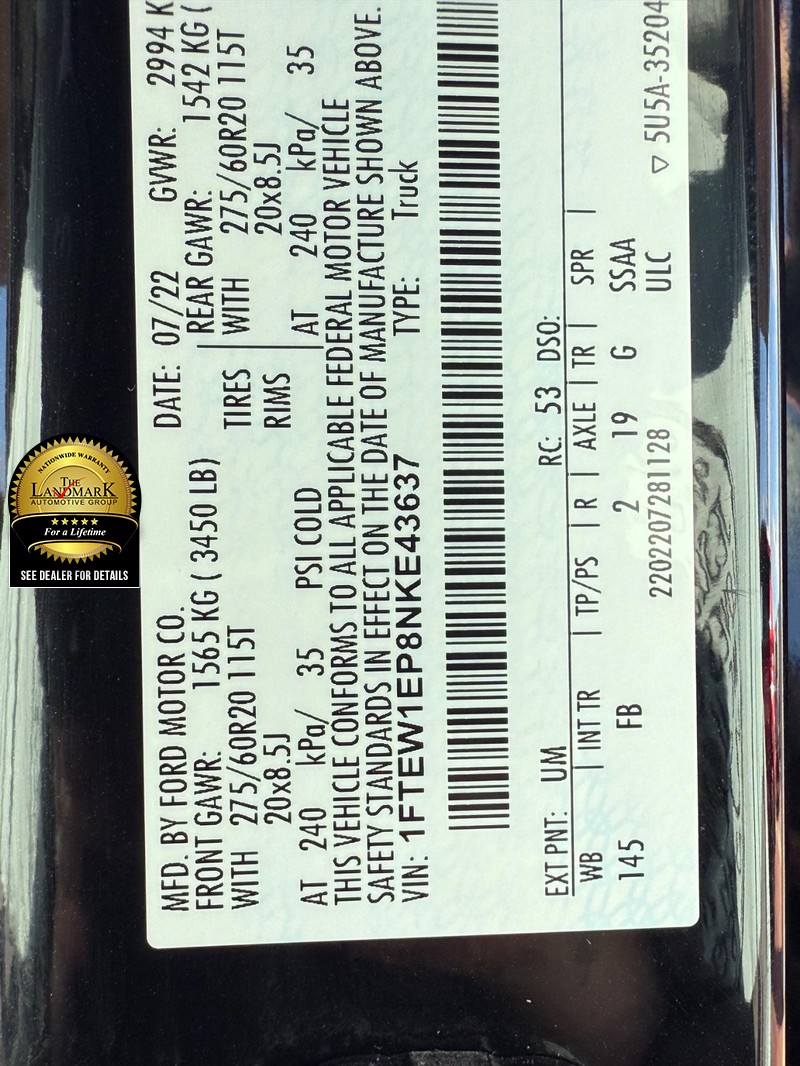 MFD. BY FORD MOTOR CO.
DATE: 07/22 GVWR: 2994 K
FRONT GAWR: 1565 KG ( 3450 LB) REAR GAWR: 1542 KG (
WITH 275/60R20 115T TIRES WITH 275/60R20 115T
20x8.5J RIMS 20x8.5J
AT 240 kPa/ 35 PSI COLD AT 240 kPa/ 35
THIS VEHICLE CONFORMS TO ALL APPLICABLE FEDERAL MOTOR VEHICLE
SAFETY STANDARDS IN EFFECT ON THE DATE OF MANUFACTURE SHOWN ABOVE.
VIN: 1FTEW1EP8NKE43637 TYPE: Truck
EXT PNT: UM RC: 53 DSO:
WB | INT TR | TP/PS | R | AXLE | TR | SPR |
145 FB 2 19 G SSAA
2202207281128 ULC ▽ 5U5A-35204
NATIONWIDE WARRANTY
THE
LANDMARK
AUTOMOTIVE GROUP
★★★★★
For a Lifetime
SEE DEALER FOR DETAILS